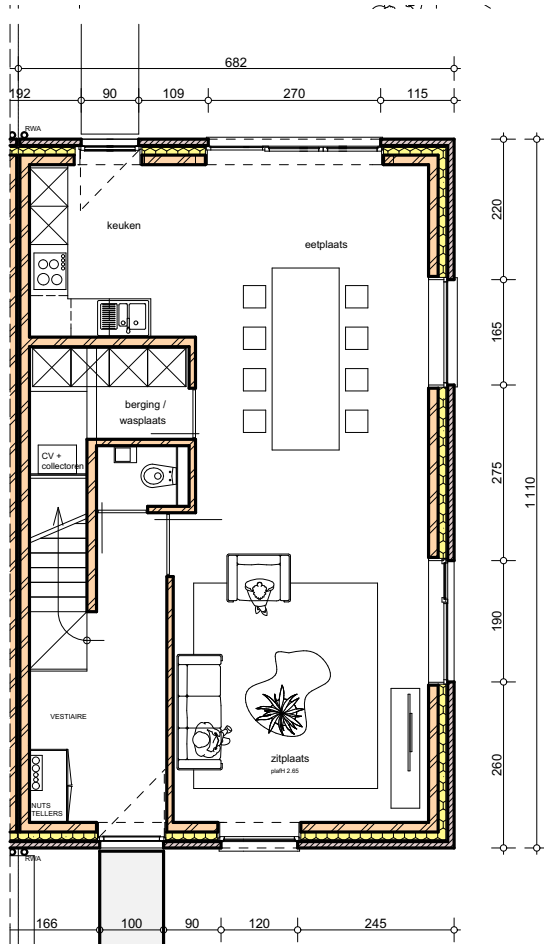 682
192 90 109 270 115
RWA
keuken
eetplaats
220
165
berging /
wasplaats
CV +
collectoren
275
1110
190
VESTIAIRE
zitplaats
plafH 2.65
260
NUTS
TELLERS
RWA
166 100 90 120 245